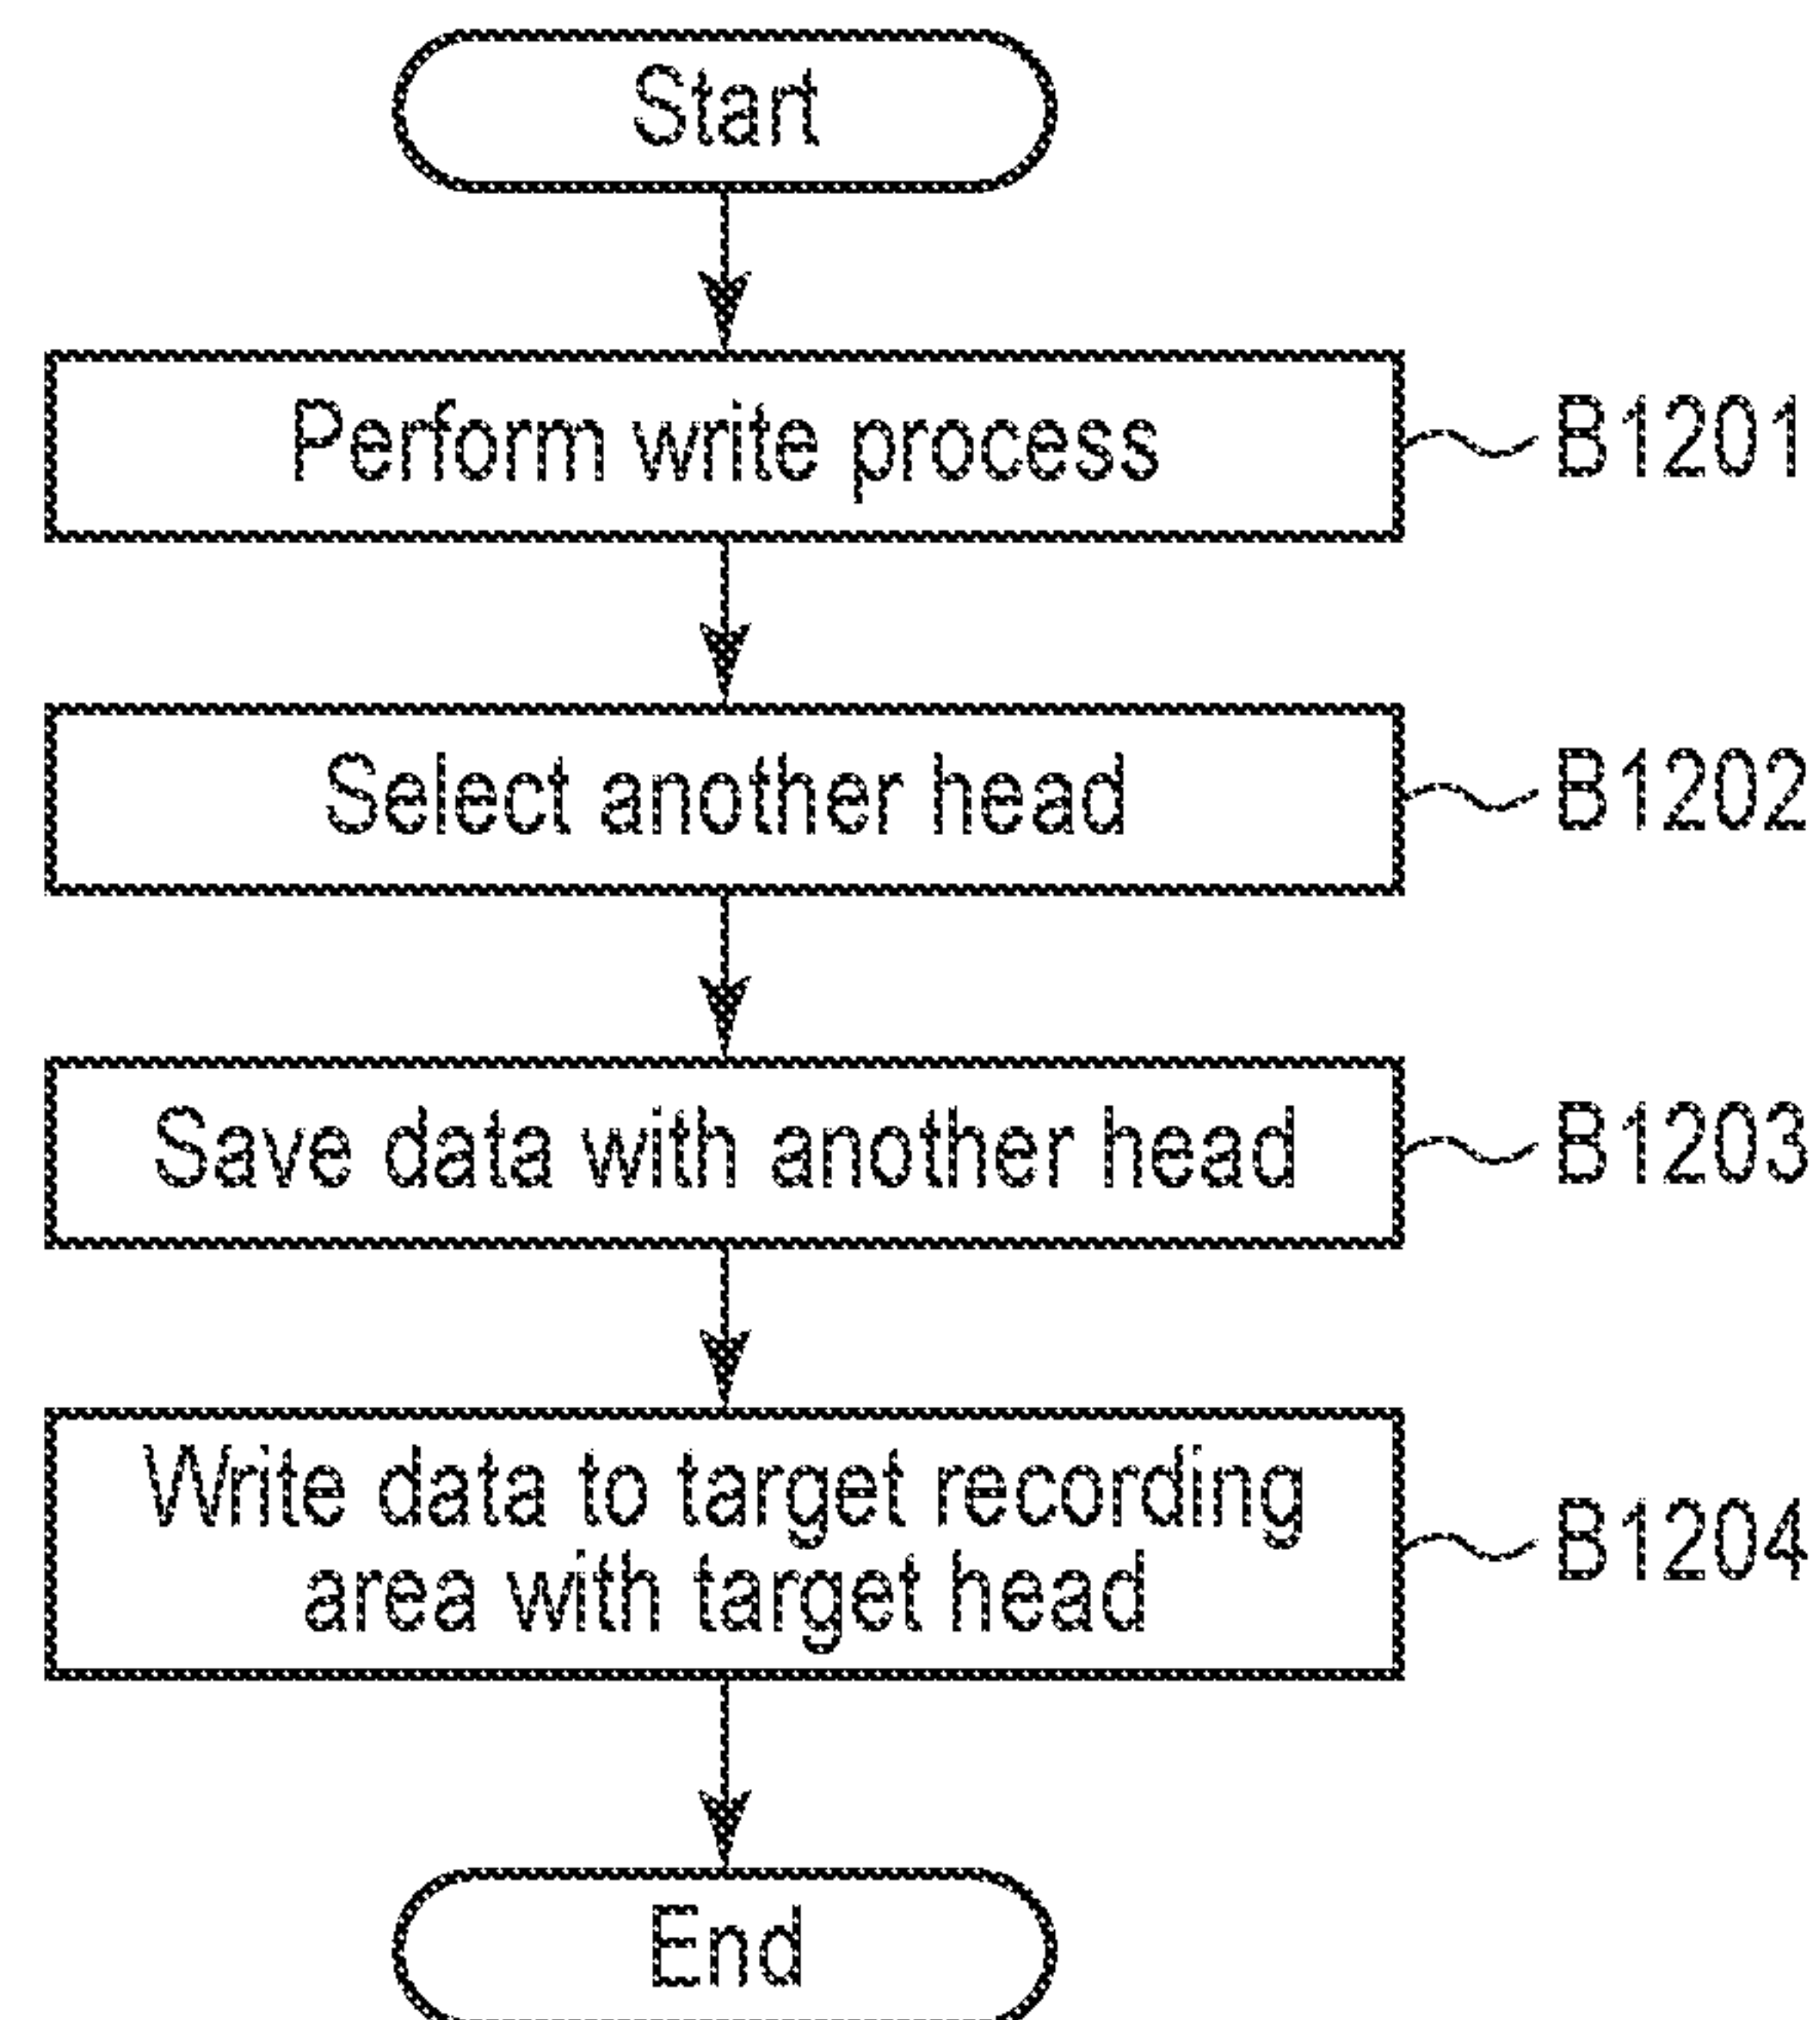 Start
Perform write process
B1201
Select another head
B1202
Save data with another head
B1203
Write data to target recording
area with target head
B1204
End